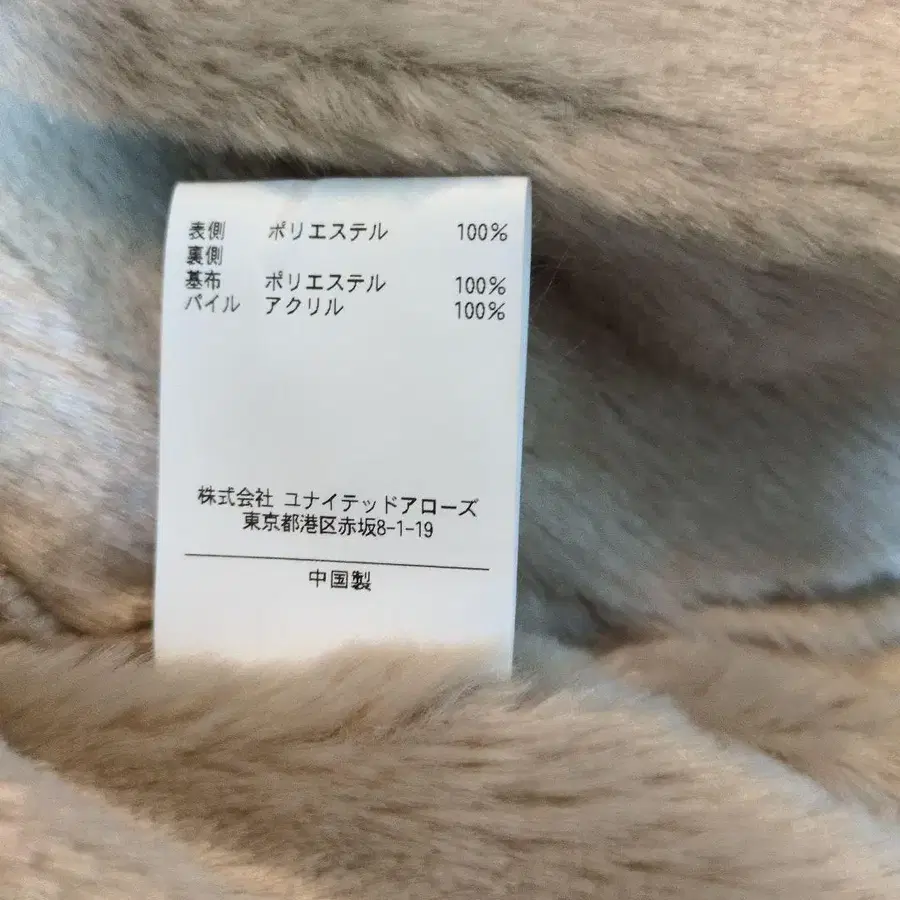 表側 ポリエステル 100%
裏側
基布 ポリエステル 100%
パイル アクリル 100%
株式会社 ユナイテッドアローズ
東京都港区赤坂8-1-19
中国製